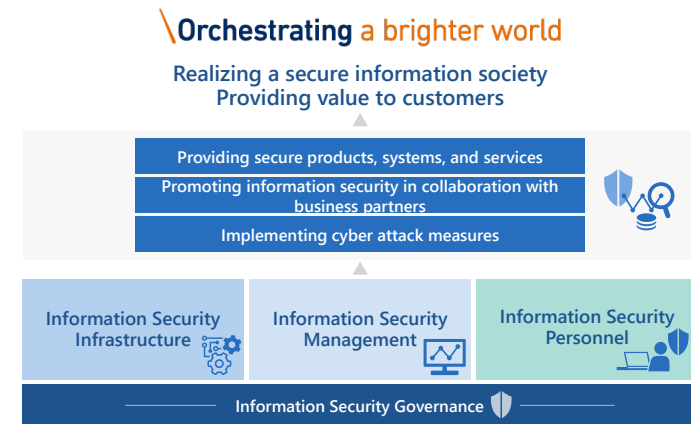 \Orchestrating a brighter world
Realizing a secure information society
Providing value to customers
Providing secure products, systems, and services
Promoting information security in collaboration with
business partners
Implementing cyber attack measures
Information Security
Infrastructure
Information Security
Management
Information Security
Personnel
Information Security Governance